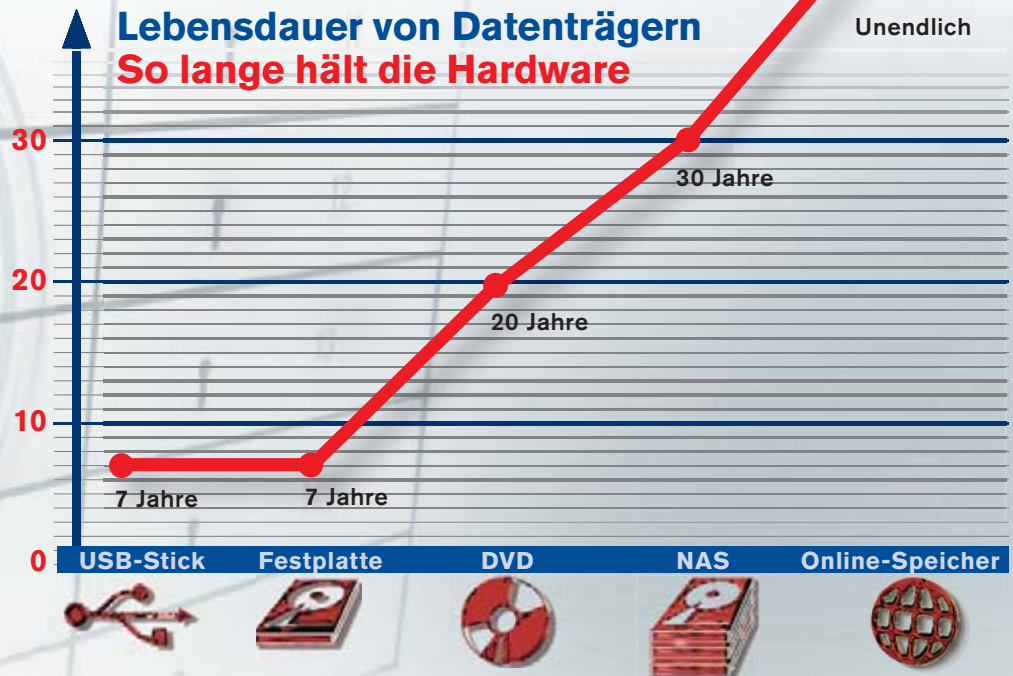 Lebensdauer von Datenträgern
So lange hält die Hardware
Unendlich
30
30 Jahre
20
20 Jahre
10
7 Jahre
7 Jahre
0
USB-Stick
Festplatte
DVD
NAS
Online-Speicher